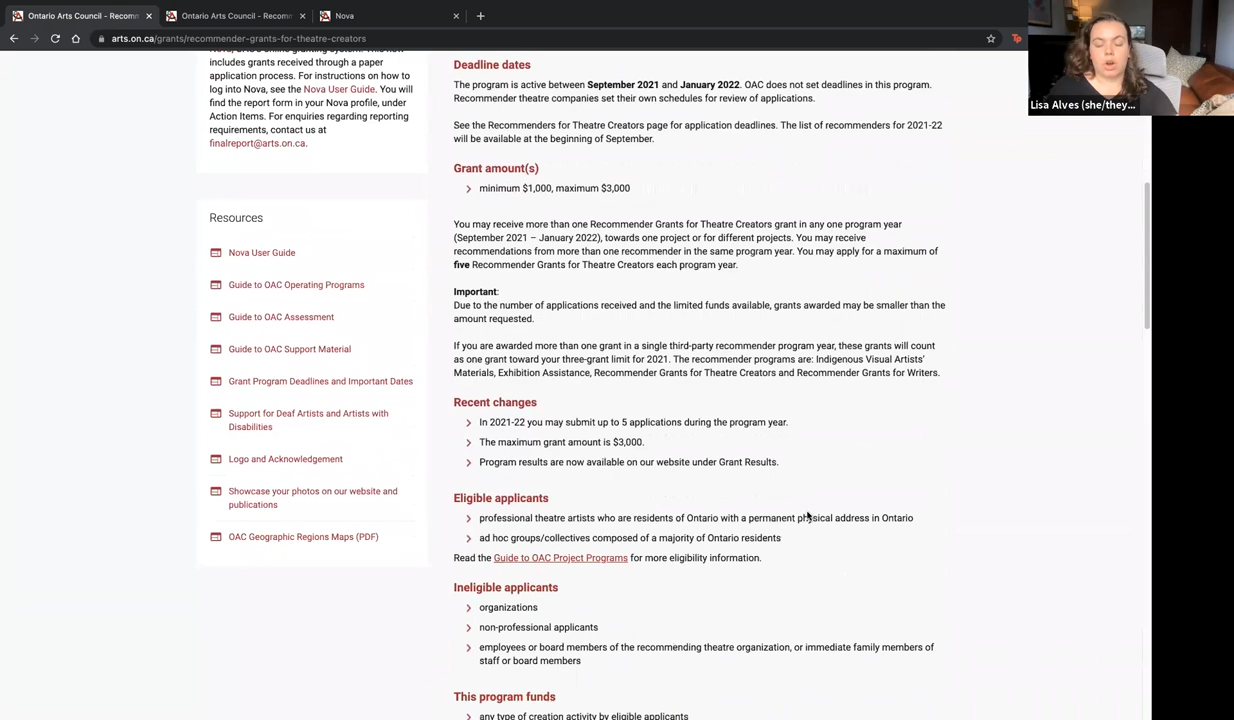 Ontario Arts Council - Recomm
Ontario Arts Council - Recomm
Nova
arts.on.ca/grants/recommender-grants-for-theatre-creators
Lisa Alves (she/they...
Nova, OAC's online granting system. This now
includes grants received through a paper
application process. For instructions on how to
log into Nova, see the Nova User Guide. You will
find the report form in your Nova profile, under
Action Items. For enquiries regarding reporting
requirements, contact us at
finalreport@arts.on.ca.
Resources
Nova User Guide
Guide to OAC Operating Programs
Guide to OAC Assessment
Guide to OAC Support Material
Grant Program Deadlines and Important Dates
Support for Deaf Artists and Artists with
Disabilities
Logo and Acknowledgement
Showcase your photos on our website and
publications
OAC Geographic Regions Maps (PDF)
Deadline dates
The program is active between September 2021 and January 2022. OAC does not set deadlines in this program.
Recommender theatre companies set their own schedules for review of applications.
See the Recommenders for Theatre Creators page for application deadlines. The list of recommenders for 2021-22
will be available at the beginning of September.
Grant amount(s)
minimum $1,000, maximum $3,000
You may receive more than one Recommender Grants for Theatre Creators grant in any one program year
(September 2021 – January 2022), towards one project or for different projects. You may receive
recommendations from more than one recommender in the same program year. You may apply for a maximum of
five Recommender Grants for Theatre Creators each program year.
Important:
Due to the number of applications received and the limited funds available, grants awarded may be smaller than the
amount requested.
If you are awarded more than one grant in a single third-party recommender program year, these grants will count
as one grant toward your three-grant limit for 2021. The recommender programs are: Indigenous Visual Artists'
Materials, Exhibition Assistance, Recommender Grants for Theatre Creators and Recommender Grants for Writers.
Recent changes
In 2021-22 you may submit up to 5 applications during the program year.
The maximum grant amount is $3,000.
Program results are now available on our website under Grant Results.
Eligible applicants
professional theatre artists who are residents of Ontario with a permanent physical address in Ontario
ad hoc groups/collectives composed of a majority of Ontario residents
Read the Guide to OAC Project Programs for more eligibility information.
Ineligible applicants
organizations
non-professional applicants
employees or board members of the recommending theatre organization, or immediate family members of
staff or board members
This program funds
any type of creation activity by eligible applicants